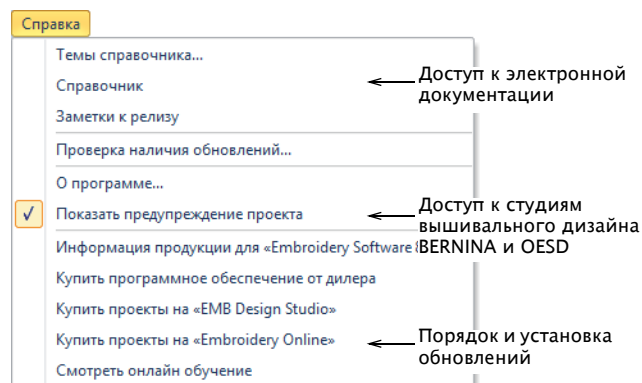 Справка
Темы справочника...
Справочник
Заметки к релизу
Проверка наличия обновлений...
О программе...
Показать предупреждение проекта
Информация продукции для «Embroidery Software 8
Купить программное обеспечение от дилера
Купить проекты на «EMB Design Studio»
Купить проекты на «Embroidery Online»
Смотреть онлайн обучение
Доступ к электронной
документации
Доступ к студиям
вышивального дизайна
BERNINA и OESD
Порядок и установка
обновлений